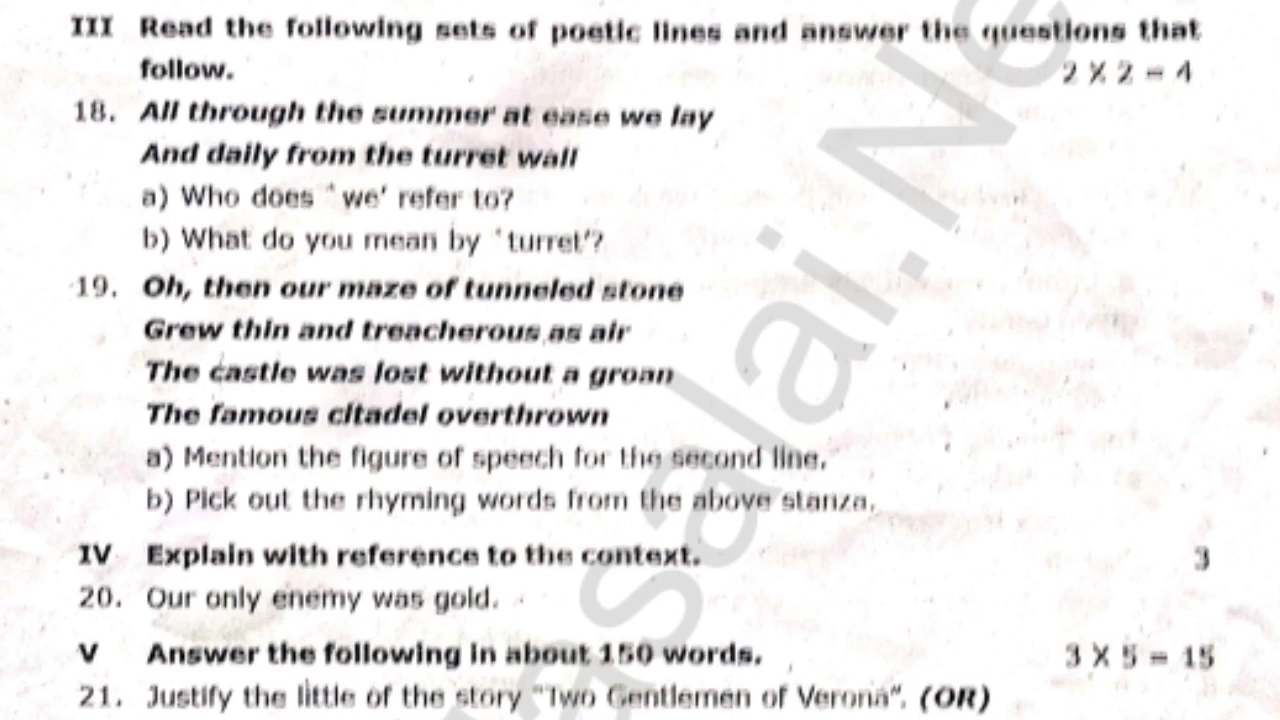 III Read the following sets of poetic lines and answer the questions that
follow. 2 X 2 = 4
18. All through the summer at ease we lay
And daily from the turret wall
a) Who does ‘we’ refer to?
b) What do you mean by ‘turret’?
19. Oh, then our maze of tunneled stone
Grew thin and treacherous as air
The castle was lost without a groan
The famous citadel overthrown
a) Mention the figure of speech for the second line.
b) Pick out the rhyming words from the above stanza.
IV Explain with reference to the context. 3
20. Our only enemy was gold.
V Answer the following in about 150 words. 3 X 5 = 15
21. Justify the little of the story "Two Gentlemen of Verona". (OR)
asalai.Ne